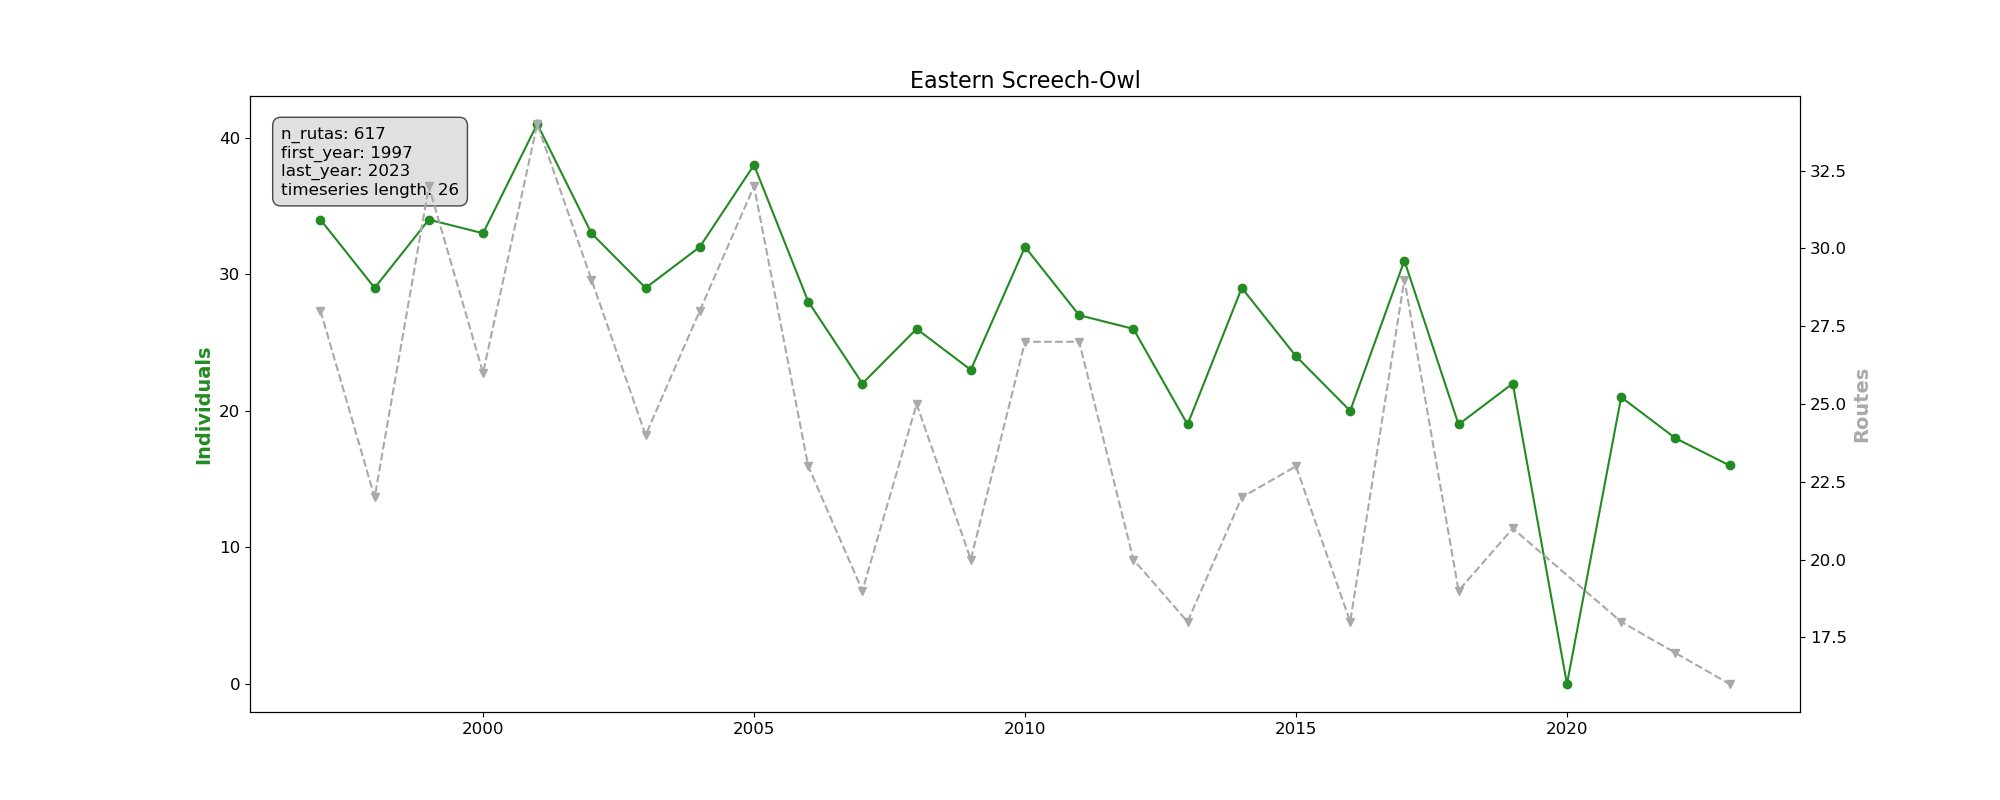 Eastern Screech-Owl
n_rutas: 617
first_year: 1997
last_year: 2023
timeseries length: 26
40
30
20
10
0
Individuals
32.5
30.0
27.5
25.0
22.5
20.0
17.5
Routes
2000 2005 2010 2015 2020